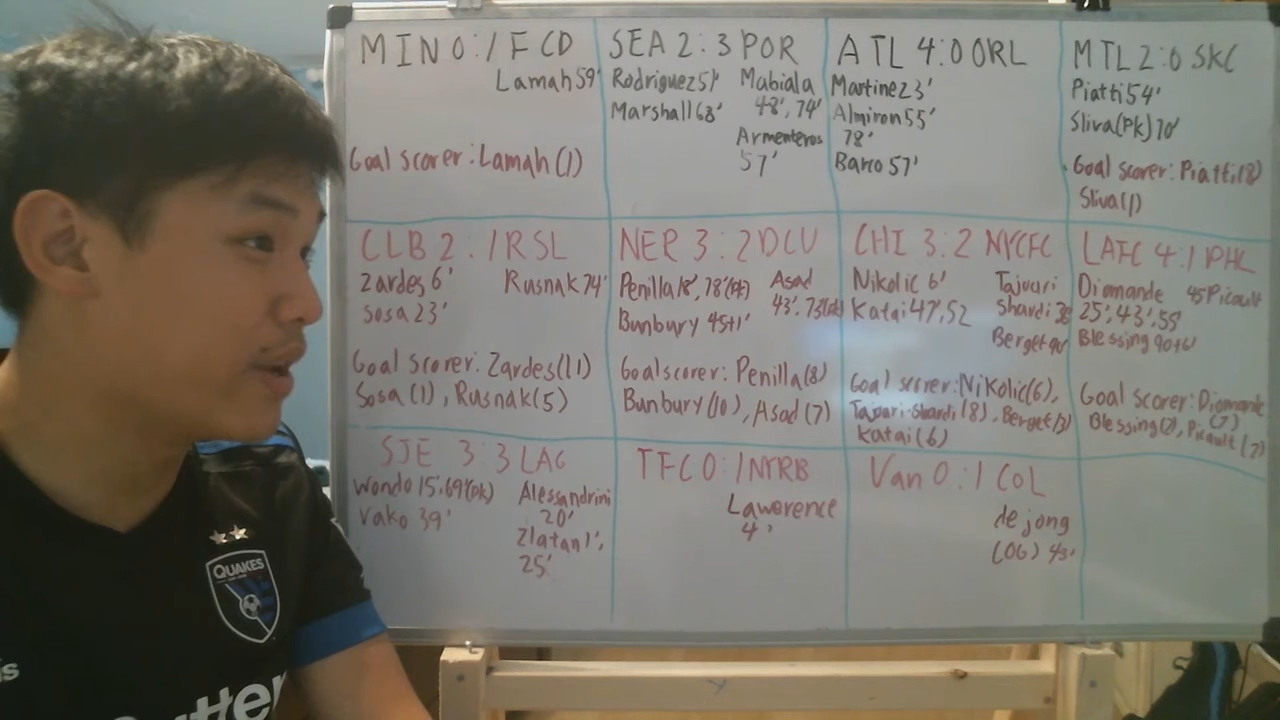 MIN 0:1 FCD
Lamah 59'
Goal scorer: Lamah (1)
SEA 2:3 POR
Rodriguez 51'
Marshall 68'
Mabiala
48', 74'
Armenteros
57'
ATL 4:0 ORL
Martinez 23'
Almiron 55'
78'
Barco 57'
MTL 2:0 SKC
Piatti 54'
Sliva (PK) 70'
Goal scorer: Piatti (8)
Sliva (1)
CLB 2:1 RSL
Zardes 6'
Sosa 23'
Rusnak 74'
Goal scorer: Zardes (11)
Sosa (1), Rusnak (5)
NER 3:2 DCU
Penilla 18', 78' (PK)
Bunbury 45+1'
Asad
43', 73' (PK)
Goal scorer: Penilla (8)
Bunbury (10), Asad (7)
CHI 3:2 NYCFC
Nikolic 6'
Katai 47', 52
Tajouri
Shardi
Berget 90'
Goal scorer: Nikolic (6),
Tajouri-Shardi (8), Berget (3)
Katai (6)
LAFC 4:1 PHL
Diomande
25', 43', 55'
Blessing 90+6'
45 Picault
Goal scorer: Diomande
(7)
Blessing (2), Picault (7)
SJE 3:3 LAG
Wondo 15', 69' (PK)
Vako 39'
Alessandrini
20'
Zlatan 1',
25'
TFC 0:1 NYRB
Lawerence
4'
Van 0:1 COL
de jong
(OG) 43'
QUAKES